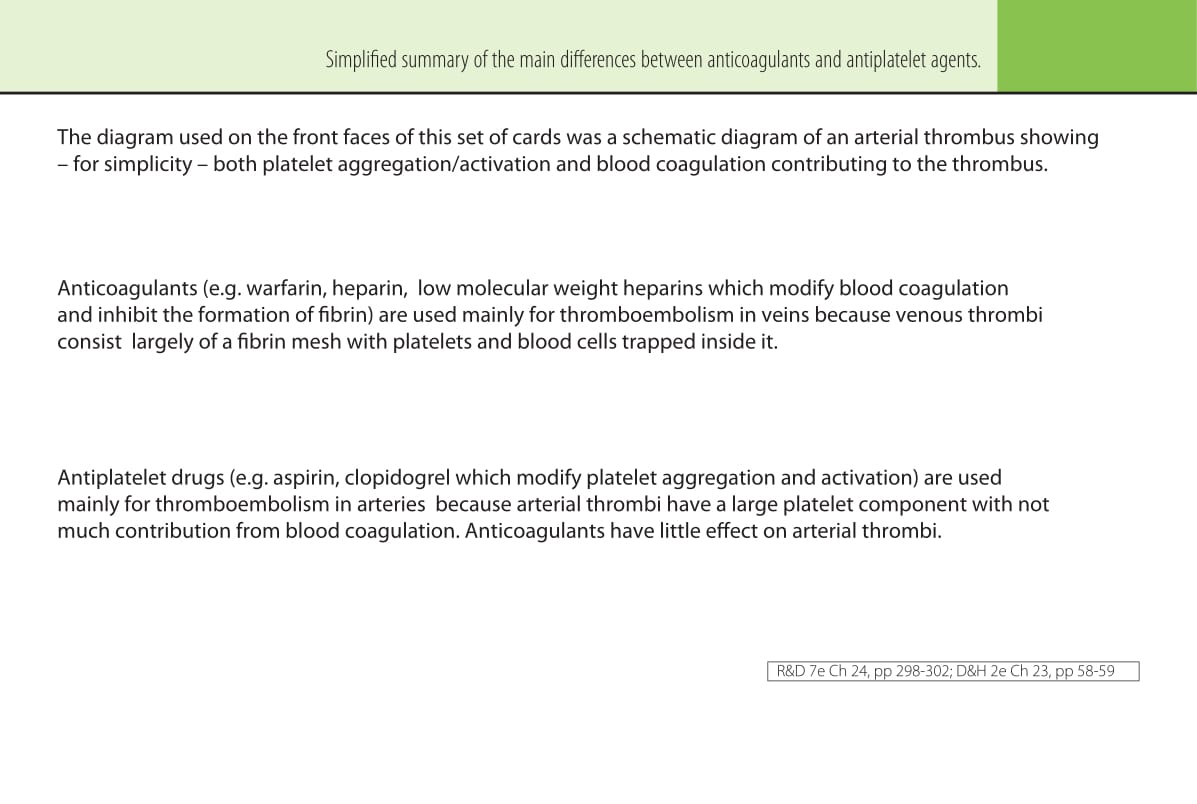 Simplified summary of the main differences between anticoagulants and antiplatelet agents.
The diagram used on the front faces of this set of cards was a schematic diagram of an arterial thrombus showing
– for simplicity – both platelet aggregation/activation and blood coagulation contributing to the thrombus.
Anticoagulants (e.g. warfarin, heparin, low molecular weight heparins which modify blood coagulation
and inhibit the formation of fibrin) are used mainly for thromboembolism in veins because venous thrombi
consist largely of a fibrin mesh with platelets and blood cells trapped inside it.
Antiplatelet drugs (e.g. aspirin, clopidogrel which modify platelet aggregation and activation) are used
mainly for thromboembolism in arteries because arterial thrombi have a large platelet component with not
much contribution from blood coagulation. Anticoagulants have little effect on arterial thrombi.
R&D 7e Ch 24, pp 298-302; D&H 2e Ch 23, pp 58-59